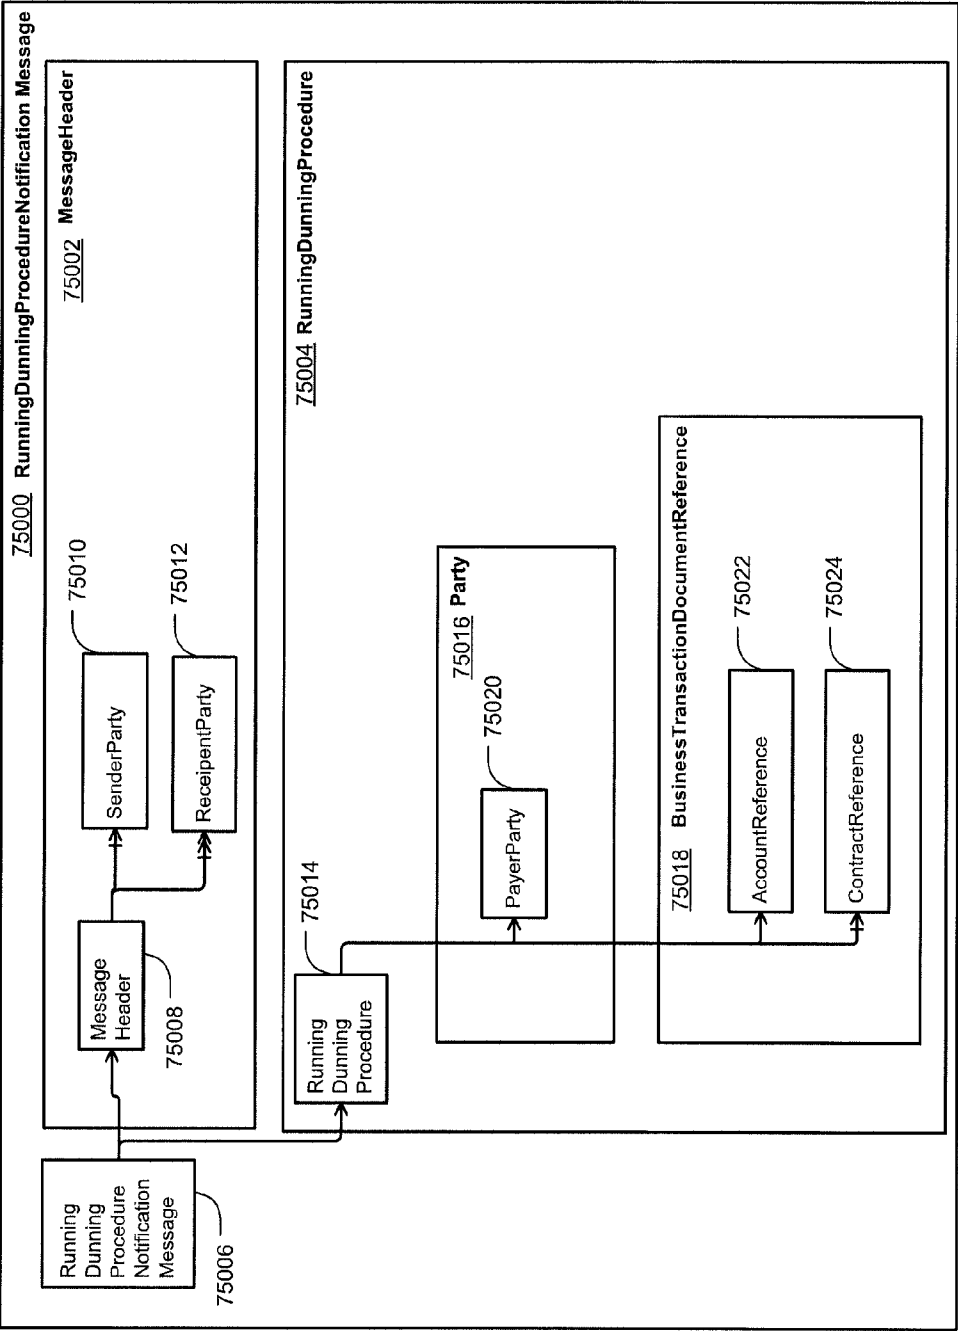 75000 RunningDunningProcedureNotification Message
75002 MessageHeader
Running
Dunning
Procedure
Notification
Message
75006
Message
Header
75008
SenderParty
75010
ReceipentParty
75012
75004 RunningDunningProcedure
Running
Dunning
Procedure
75014
75016 Party
PayerParty
75020
75018 BusinessTransactionDocumentReference
AccountReference
75022
ContractReference
75024